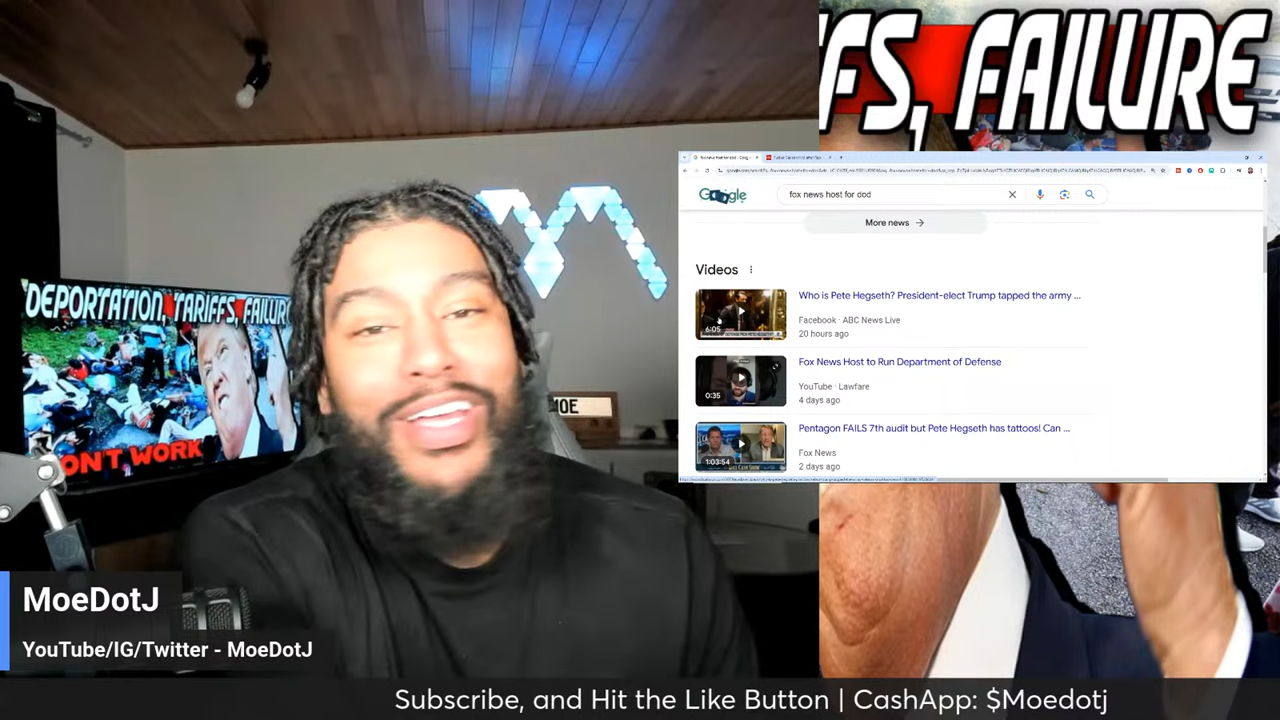 FS, FAILURE
DEPORTATION, TARIFFS, FAILURE
ON'T WORK
MOE
Google
fox news host for dod
More news →
Videos
6:05
Who is Pete Hegseth? President-elect Trump tapped the army ...
Facebook · ABC News Live
20 hours ago
0:35
Fox News Host to Run Department of Defense
YouTube · Lawfare
4 days ago
1:03:54
Pentagon FAILS 7th audit but Pete Hegseth has tattoos! Can ...
Fox News
2 days ago
MoeDotJ
YouTube/IG/Twitter - MoeDotJ
Subscribe, and Hit the Like Button | CashApp: $Moedotj